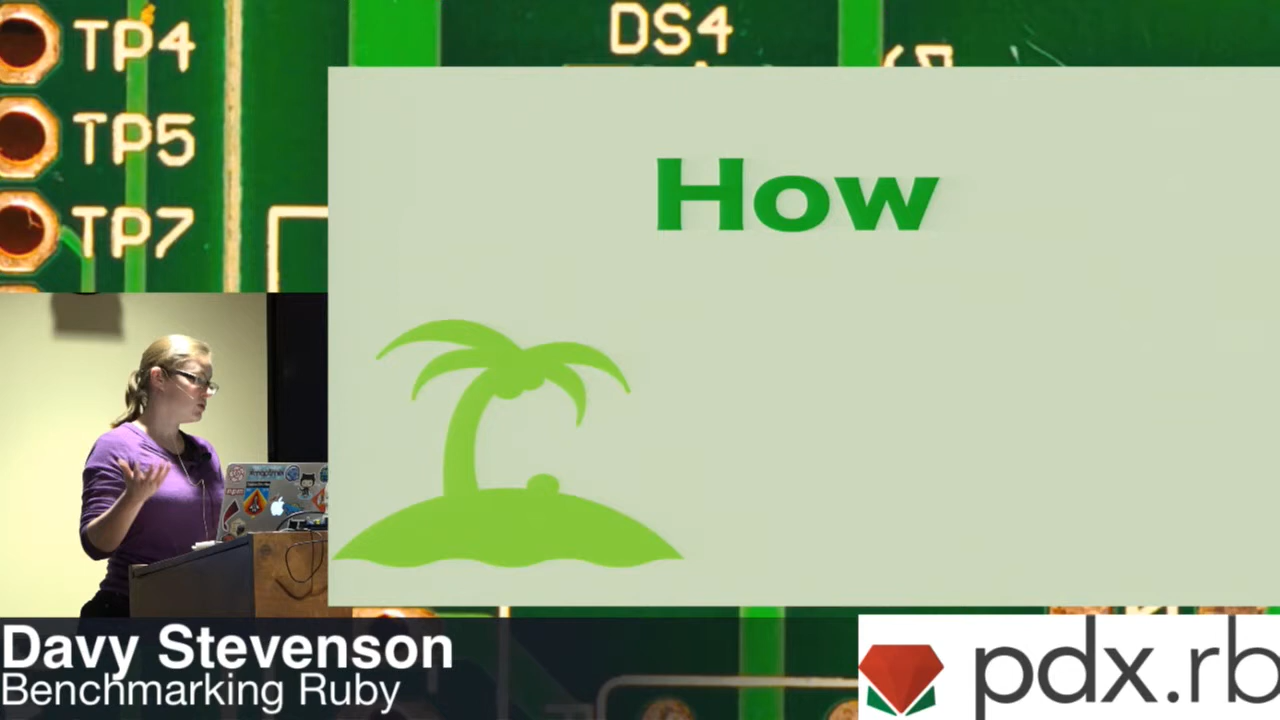 TP4
DS4
TP5
TP7
How
Davy Stevenson
Benchmarking Ruby
pdx.rb